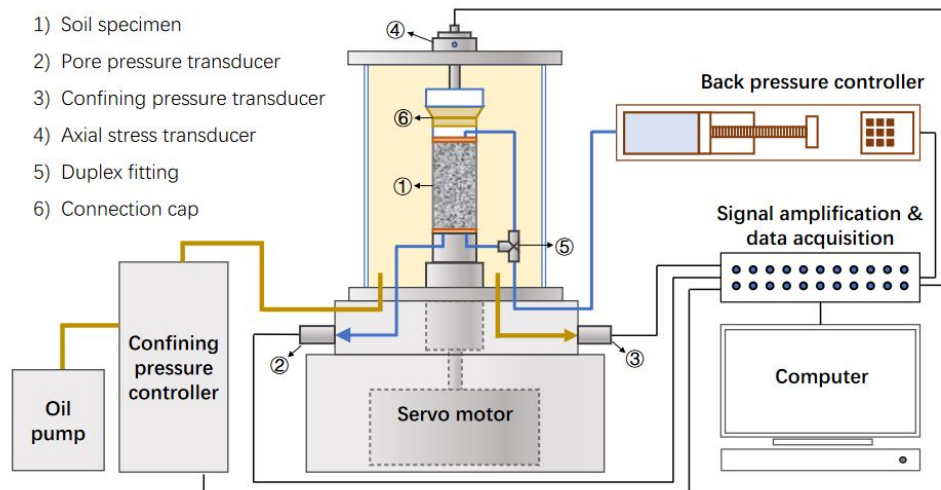 1) Soil specimen
2) Pore pressure transducer
3) Confining pressure transducer
4) Axial stress transducer
5) Duplex fitting
6) Connection cap
④
⑥
①
⑤
②
③
Back pressure controller
Signal amplification &
data acquisition
Computer
Confining
pressure
controller
Oil
pump
Servo motor